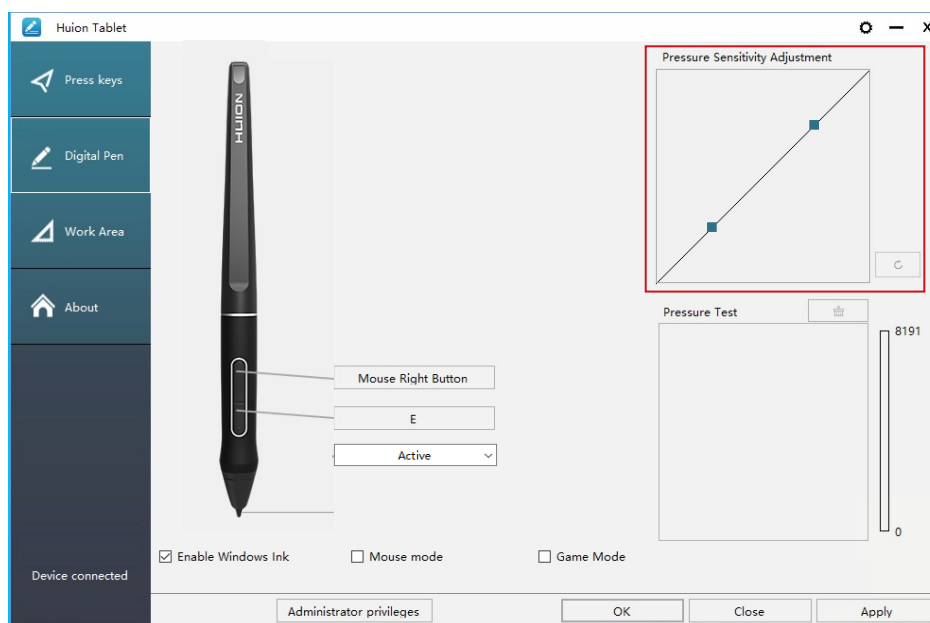 Huion Tablet
Press keys
Digital Pen
Work Area
About
Device connected
HUION
Mouse Right Button
E
Active
Pressure Sensitivity Adjustment
Pressure Test
8191
0
Enable Windows Ink
Mouse mode
Game Mode
Administrator privileges
OK
Close
Apply